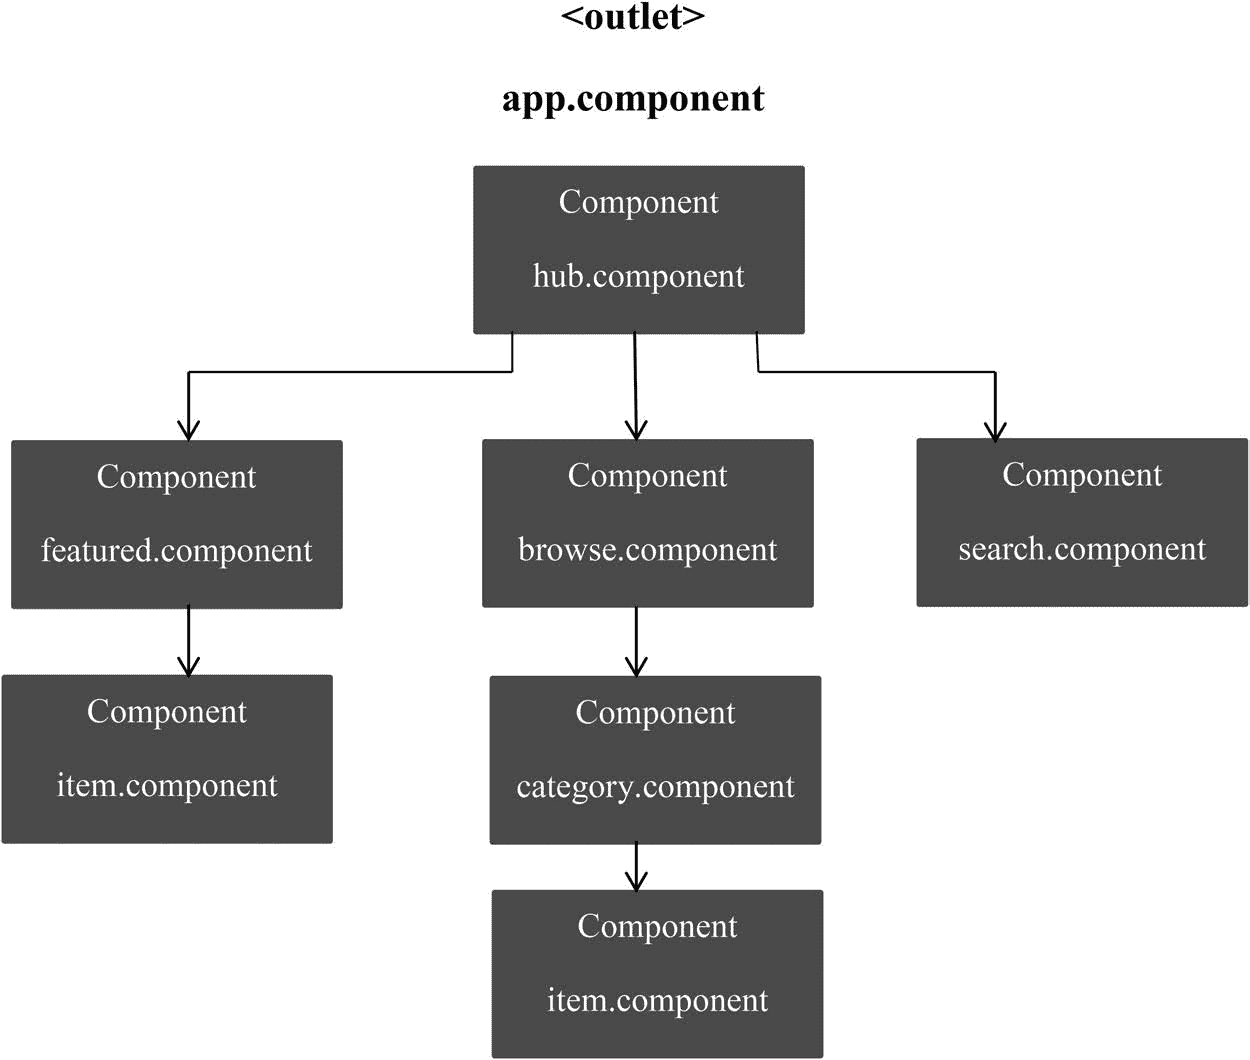 <outlet>
app.component
Component
hub.component
Component
featured.component
Component
browse.component
Component
search.component
Component
item.component
Component
category.component
Component
item.component